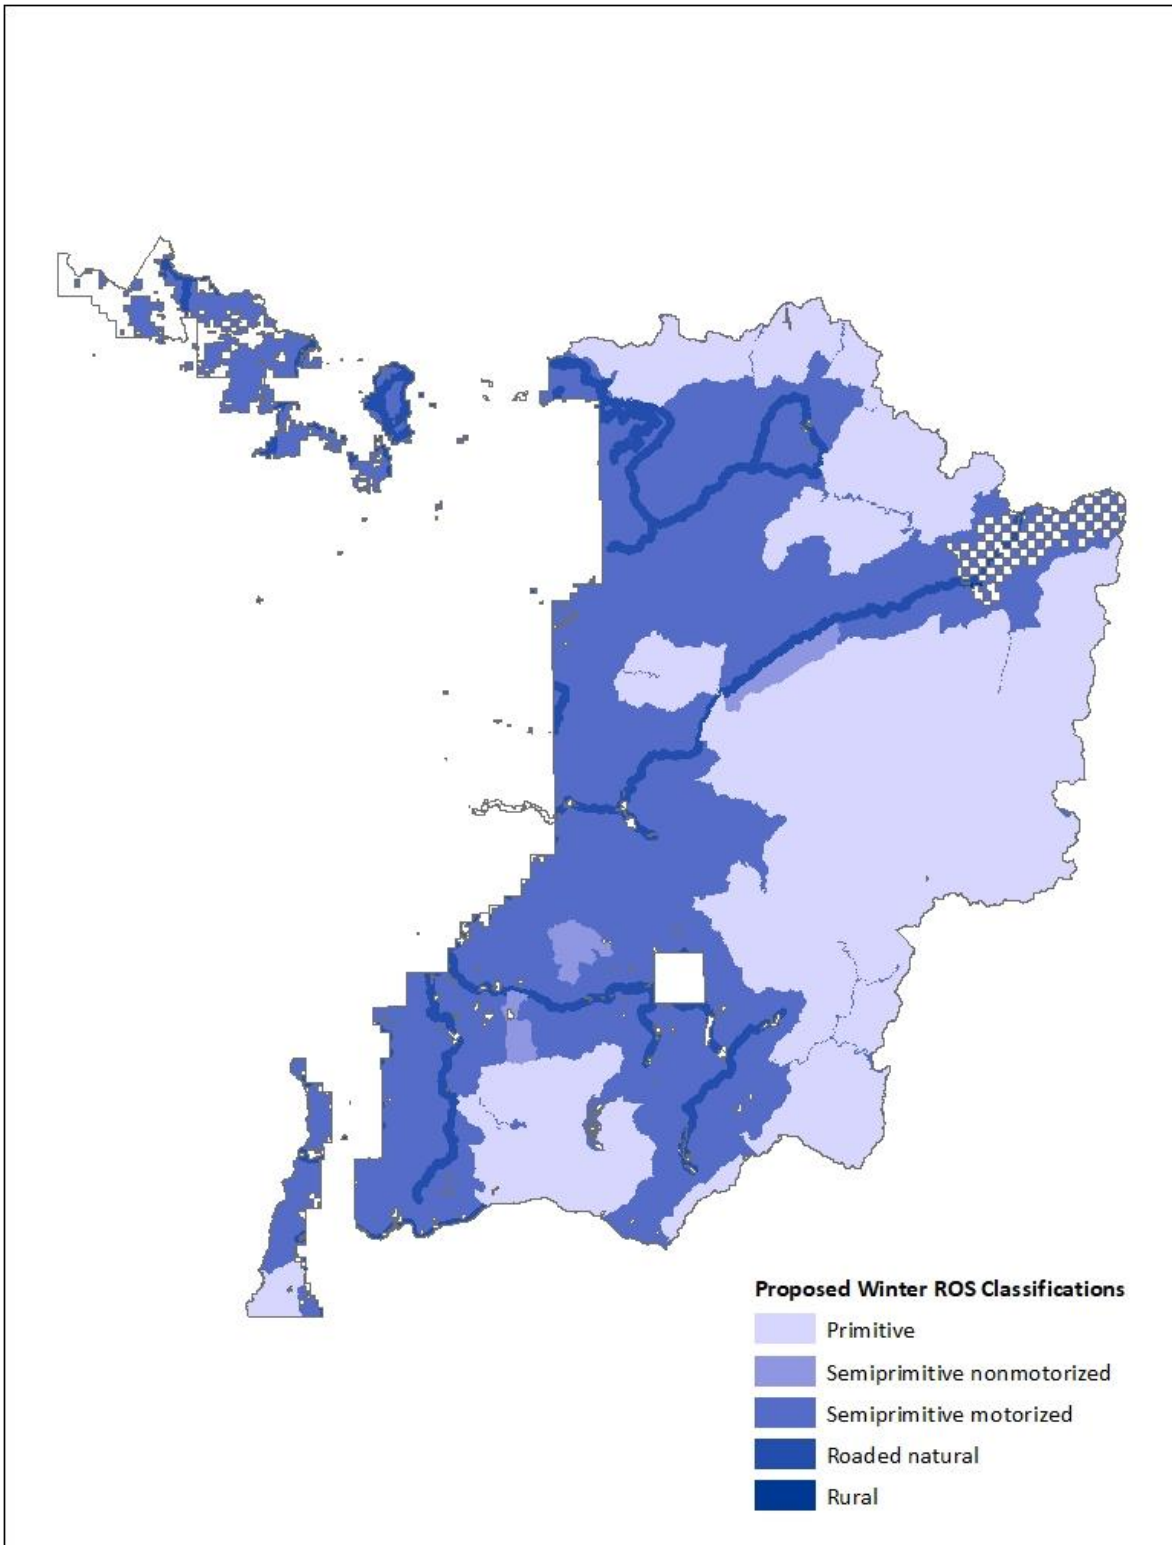 Proposed Winter ROS Classifications
Primitive
Semiprimitive nonmotorized
Semiprimitive motorized
Roaded natural
Rural